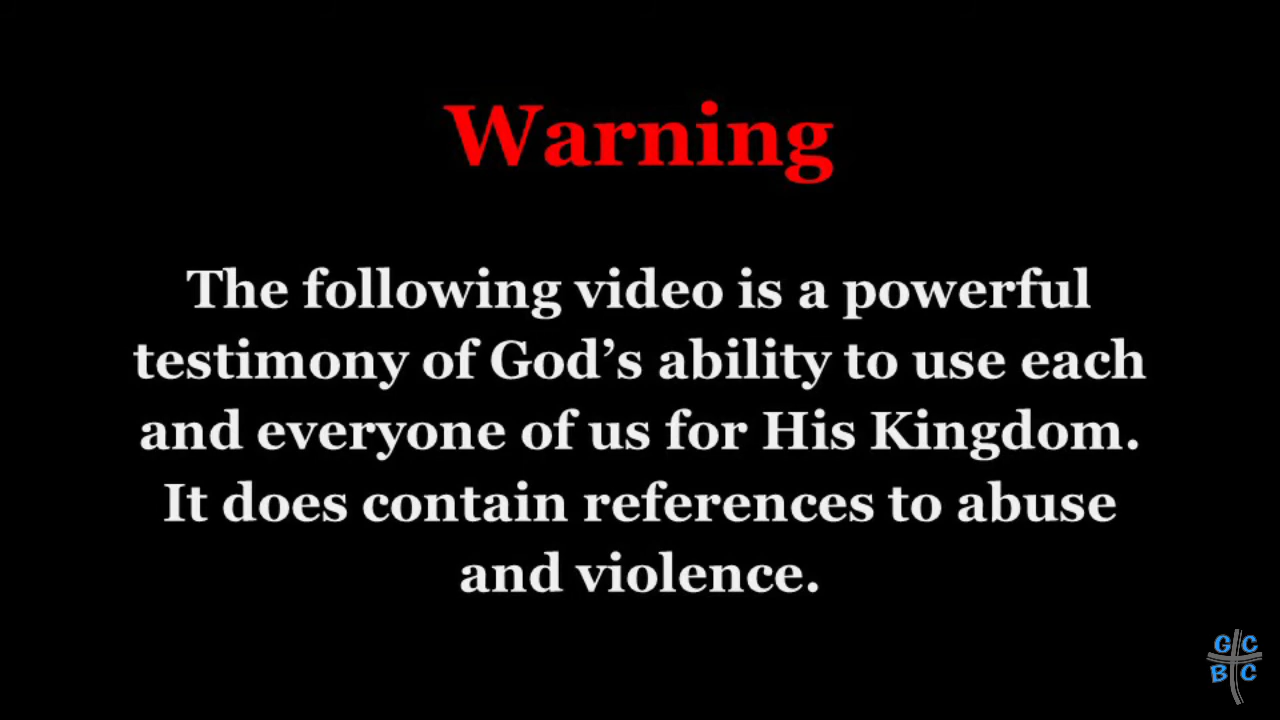 Warning
The following video is a powerful
testimony of God’s ability to use each
and everyone of us for His Kingdom.
It does contain references to abuse
and violence.
G C
B C